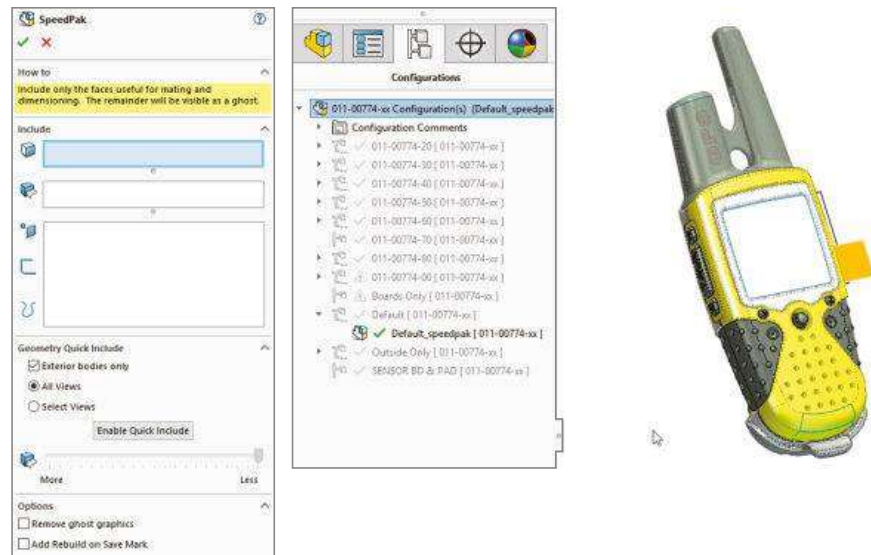 SpeedPak
How to
Include only the faces useful for mating and
dimensioning. The remainder will be visible as a ghost.
Include
Geometry Quick Include
Exterior bodies only
All Views
Select Views
Enable Quick Include
More Less
Options
Remove ghost graphics
Add Rebuild on Save Mark
Configurations
011-00774-xx Configuration(s) (Default_speedpak
Configuration Comments
011-00774-20 [ 011-00774-xx ]
011-00774-30 [ 011-00774-xx ]
011-00774-40 [ 011-00774-xx ]
011-00774-50 [ 011-00774-xx ]
011-00774-60 [ 011-00774-xx ]
011-00774-70 [ 011-00774-xx ]
011-00774-80 [ 011-00774-xx ]
011-00774-00 [ 011-00774-xx ]
Boards Only [ 011-00774-xx ]
Default [ 011-00774-xx ]
Default_speedpak [ 011-00774-xx ]
Outside Only [ 011-00774-xx ]
SENSOR BD & PAD [ 011-00774-xx ]
GPS